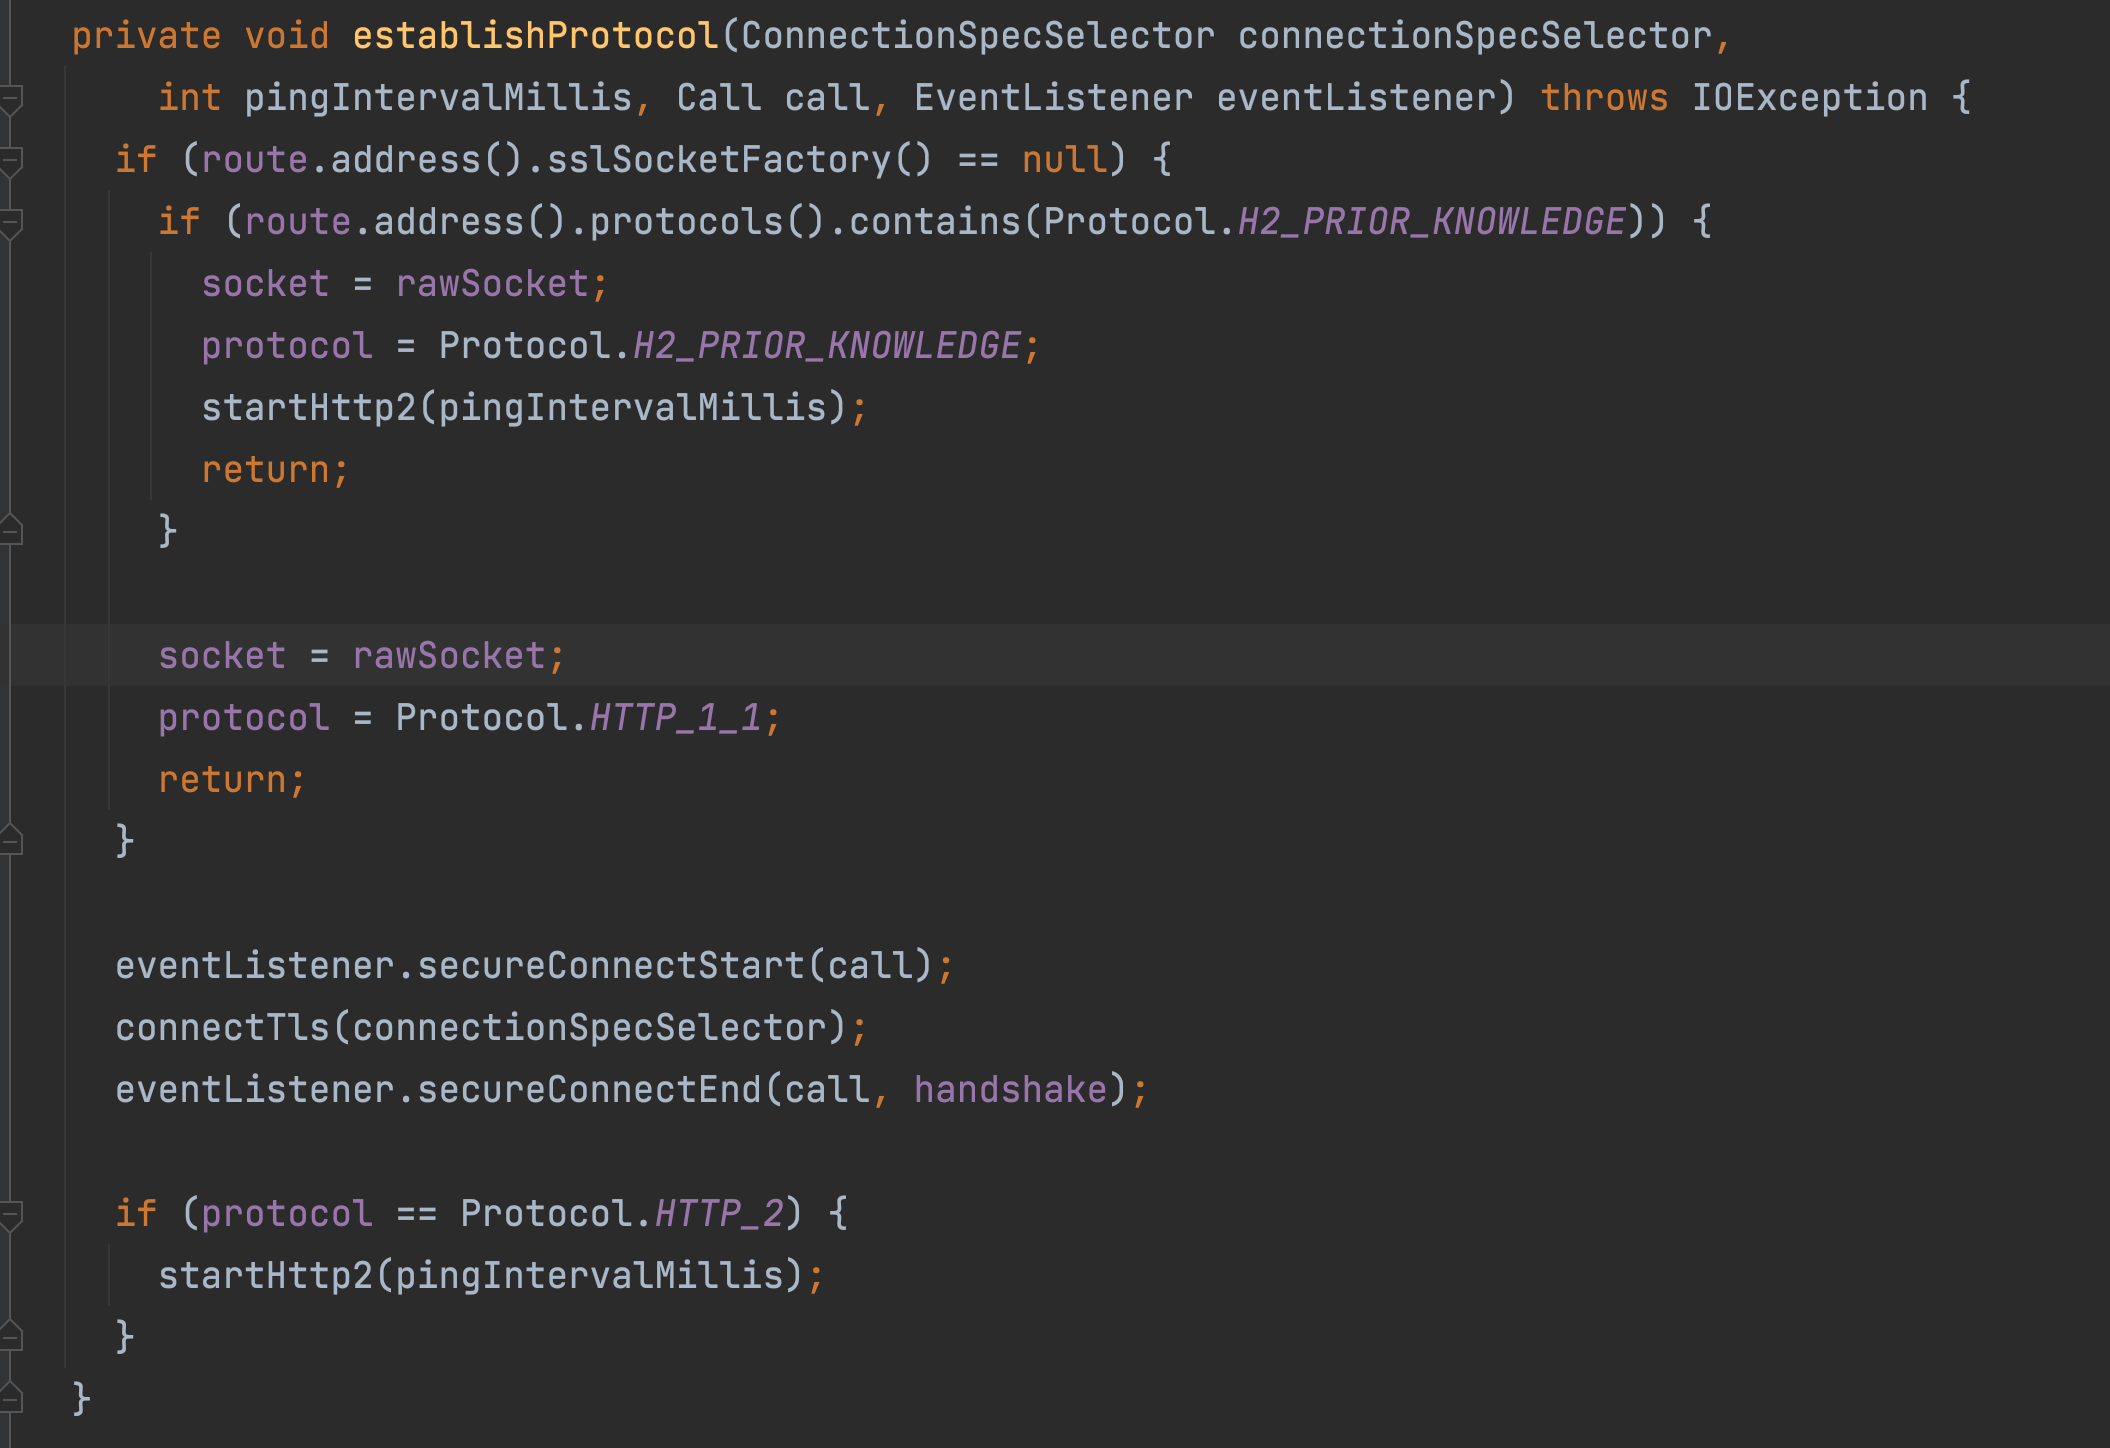 private void establishProtocol(ConnectionSpecSelector connectionSpecSelector,
int pingIntervalMillis, Call call, EventListener eventListener) throws IOException {
if (route.address().sslSocketFactory() == null) {
if (route.address().protocols().contains(Protocol.H2_PRIOR_KNOWLEDGE)) {
socket = rawSocket;
protocol = Protocol.H2_PRIOR_KNOWLEDGE;
startHttp2(pingIntervalMillis);
return;
}
socket = rawSocket;
protocol = Protocol.HTTP_1_1;
return;
}
eventListener.secureConnectStart(call);
connectTls(connectionSpecSelector);
eventListener.secureConnectEnd(call, handshake);
if (protocol == Protocol.HTTP_2) {
startHttp2(pingIntervalMillis);
}
}